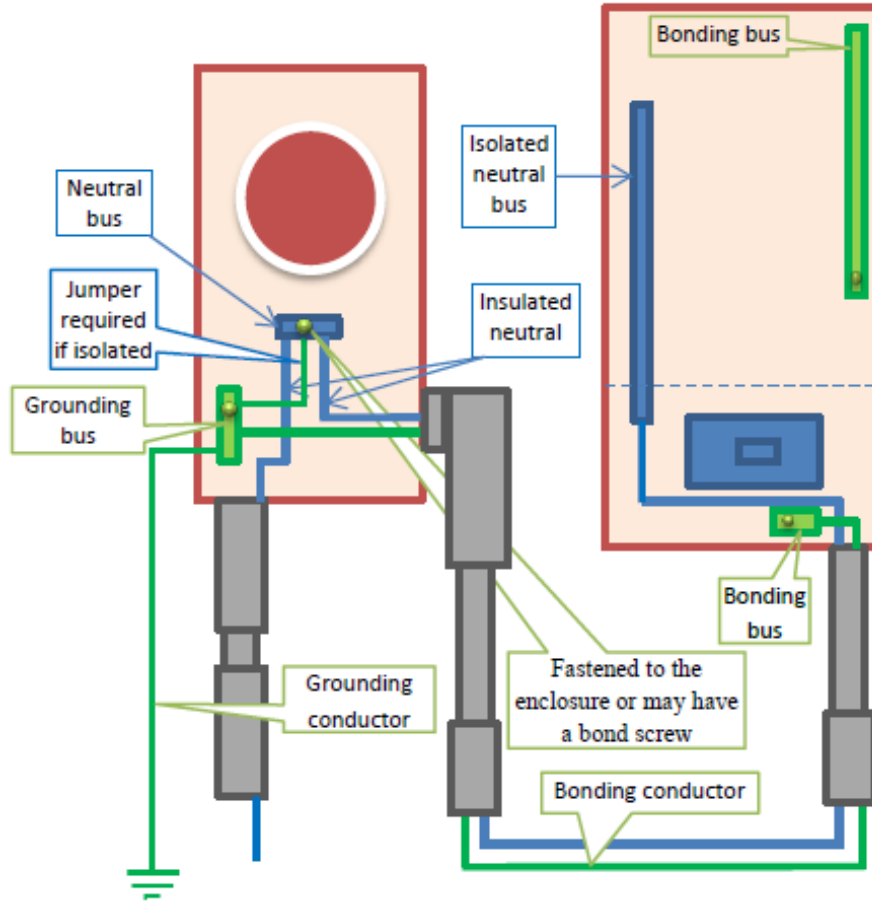 Bonding bus
Isolated
neutral
bus
Neutral
bus
Jumper
required
if isolated
Insulated
neutral
Grounding
bus
Bonding
bus
Fastened to the
enclosure or may have
a bond screw
Grounding
conductor
Bonding conductor